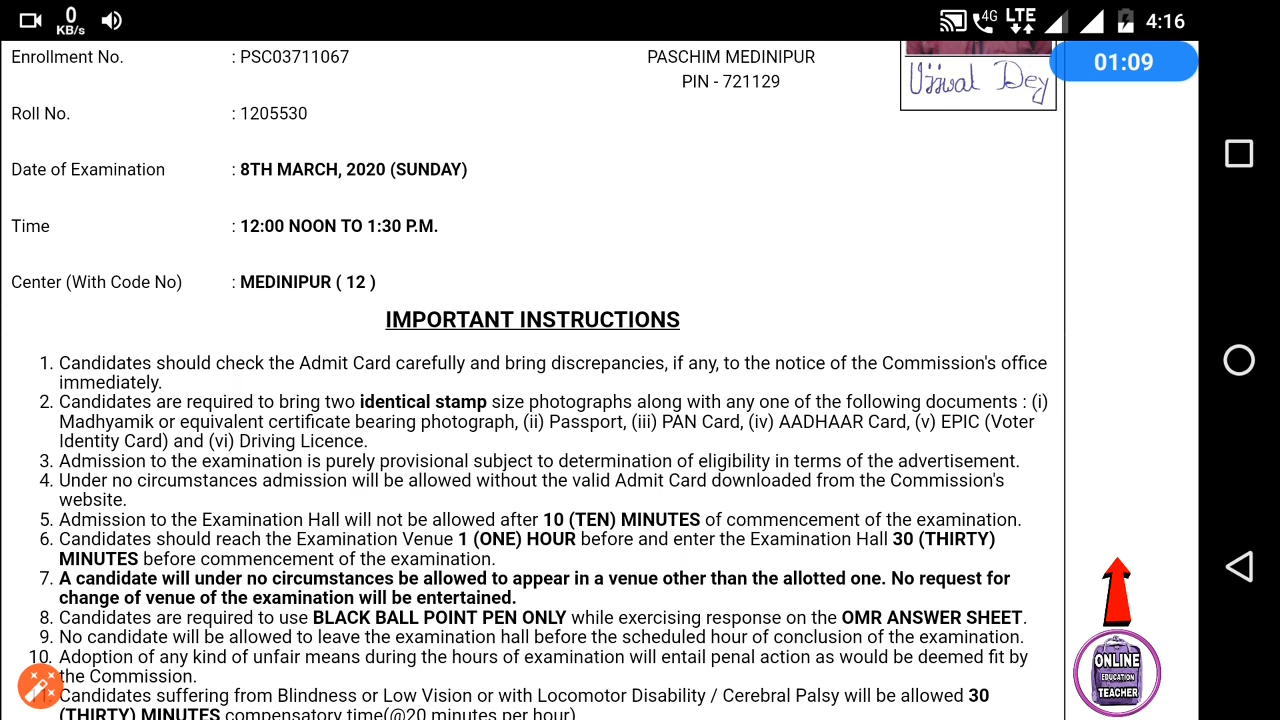 0
KB/s
4G
LTE
4:16
01:09
Enrollment No. : PSC03711067
PASCHIM MEDINIPUR
PIN - 721129
Ujjwal Dey
Roll No. : 1205530
Date of Examination : 8TH MARCH, 2020 (SUNDAY)
Time : 12:00 NOON TO 1:30 P.M.
Center (With Code No) : MEDINIPUR ( 12 )
IMPORTANT INSTRUCTIONS
1. Candidates should check the Admit Card carefully and bring discrepancies, if any, to the notice of the Commission's office
immediately.
2. Candidates are required to bring two identical stamp size photographs along with any one of the following documents : (i)
Madhyamik or equivalent certificate bearing photograph, (ii) Passport, (iii) PAN Card, (iv) AADHAAR Card, (v) EPIC (Voter
Identity Card) and (vi) Driving Licence.
3. Admission to the examination is purely provisional subject to determination of eligibility in terms of the advertisement.
4. Under no circumstances admission will be allowed without the valid Admit Card downloaded from the Commission's
website.
5. Admission to the Examination Hall will not be allowed after 10 (TEN) MINUTES of commencement of the examination.
6. Candidates should reach the Examination Venue 1 (ONE) HOUR before and enter the Examination Hall 30 (THIRTY)
MINUTES before commencement of the examination.
7. A candidate will under no circumstances be allowed to appear in a venue other than the allotted one. No request for
change of venue of the examination will be entertained.
8. Candidates are required to use BLACK BALL POINT PEN ONLY while exercising response on the OMR ANSWER SHEET.
9. No candidate will be allowed to leave the examination hall before the scheduled hour of conclusion of the examination.
10. Adoption of any kind of unfair means during the hours of examination will entail penal action as would be deemed fit by
the Commission.
Candidates suffering from Blindness or Low Vision or with Locomotor Disability / Cerebral Palsy will be allowed 30
(THIRTY) MINUTES compensatory time(@20 minutes per hour)
ONLINE
EDUCATION
TEACHER